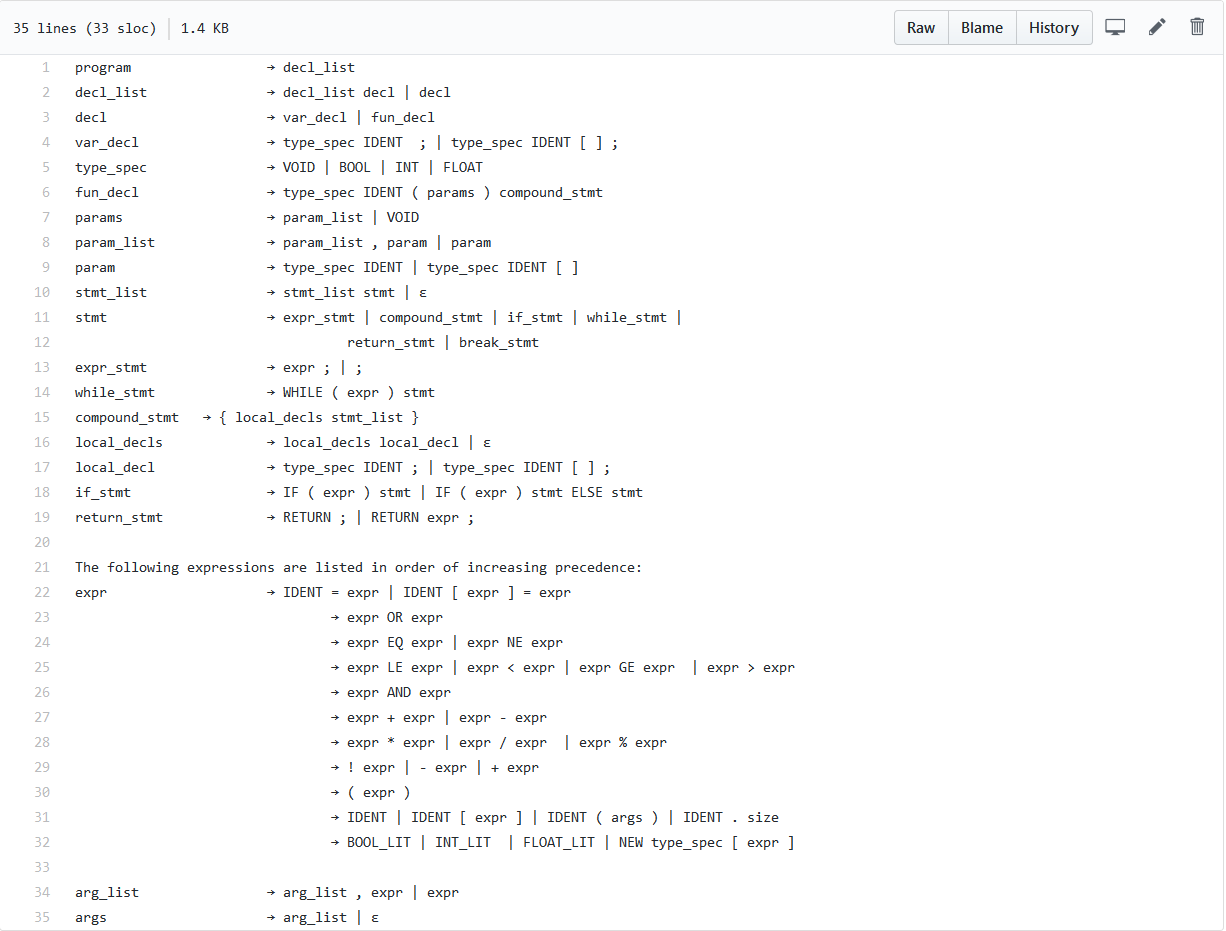 35 lines (33 sloc) 1.4 KB Raw Blame History
1 program → decl_list
2 decl_list → decl_list decl | decl
3 decl → var_decl | fun_decl
4 var_decl → type_spec IDENT ; | type_spec IDENT [ ] ;
5 type_spec → VOID | BOOL | INT | FLOAT
6 fun_decl → type_spec IDENT ( params ) compound_stmt
7 params → param_list | VOID
8 param_list → param_list , param | param
9 param → type_spec IDENT | type_spec IDENT [ ]
10 stmt_list → stmt_list stmt | ε
11 stmt → expr_stmt | compound_stmt | if_stmt | while_stmt |
12 return_stmt | break_stmt
13 expr_stmt → expr ; | ;
14 while_stmt → WHILE ( expr ) stmt
15 compound_stmt → { local_decls stmt_list }
16 local_decls → local_decls local_decl | ε
17 local_decl → type_spec IDENT ; | type_spec IDENT [ ] ;
18 if_stmt → IF ( expr ) stmt | IF ( expr ) stmt ELSE stmt
19 return_stmt → RETURN ; | RETURN expr ;
20
21 The following expressions are listed in order of increasing precedence:
22 expr → IDENT = expr | IDENT [ expr ] = expr
23 → expr OR expr
24 → expr EQ expr | expr NE expr
25 → expr LE expr | expr < expr | expr GE expr | expr > expr
26 → expr AND expr
27 → expr + expr | expr - expr
28 → expr * expr | expr / expr | expr % expr
29 → ! expr | - expr | + expr
30 → ( expr )
31 → IDENT | IDENT [ expr ] | IDENT ( args ) | IDENT . size
32 → BOOL_LIT | INT_LIT | FLOAT_LIT | NEW type_spec [ expr ]
33
34 arg_list → arg_list , expr | expr
35 args → arg_list | ε